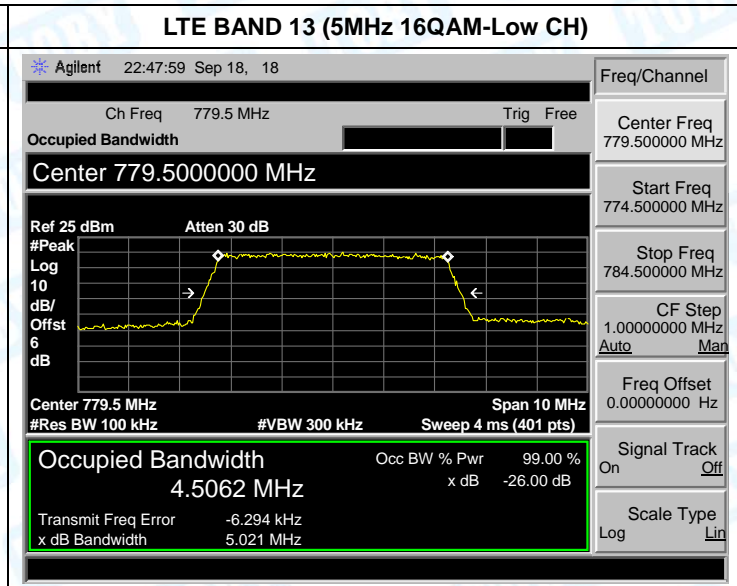 LTE BAND 13 (5MHz 16QAM-Low CH)
Agilent 22:47:59 Sep 18, 18
Ch Freq 779.5 MHz Trig Free
Occupied Bandwidth
Center 779.5000000 MHz
Ref 25 dBm Atten 30 dB
#Peak
Log
10
dB/
Offst
6
dB
Center 779.5 MHz Span 10 MHz
#Res BW 100 kHz #VBW 300 kHz Sweep 4 ms (401 pts)
Occupied Bandwidth Occ BW % Pwr 99.00 %
4.5062 MHz x dB -26.00 dB
Transmit Freq Error -6.294 kHz
x dB Bandwidth 5.021 MHz
Freq/Channel
Center Freq
779.500000 MHz
Start Freq
774.500000 MHz
Stop Freq
784.500000 MHz
CF Step
1.00000000 MHz
Auto Man
Freq Offset
0.00000000 Hz
Signal Track
On Off
Scale Type
Log Lin